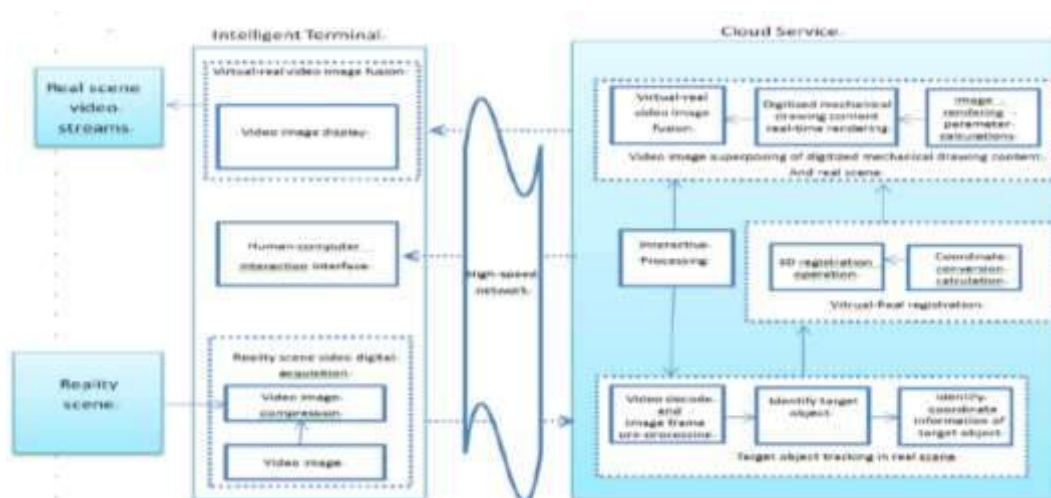 Intelligent Terminal.
Cloud Service.
Real scene
video
streams.
Virtual-real video image fusion.
Video image display.
Human-computer
interaction interface.
Reality scene video digital
acquisition.
Video image
compression.
Video image
Reality
scene.
High-speed
network.
Virtual-real
video image
fusion.
Digitized mechanical
drawing content
real-time rendering.
Image
rendering
parameter
calculations
Video image superposing of digitized mechanical drawing content.
And real scene.
Interactive
Processing.
3D registration
operation.
Coordinate
conversion
calculation.
Vitrual-Real registration.
Video decode
and
Image frame
pre-processing.
Identify target
object.
Identify
coordinate
information of
target object.
Target object tracking in real scene